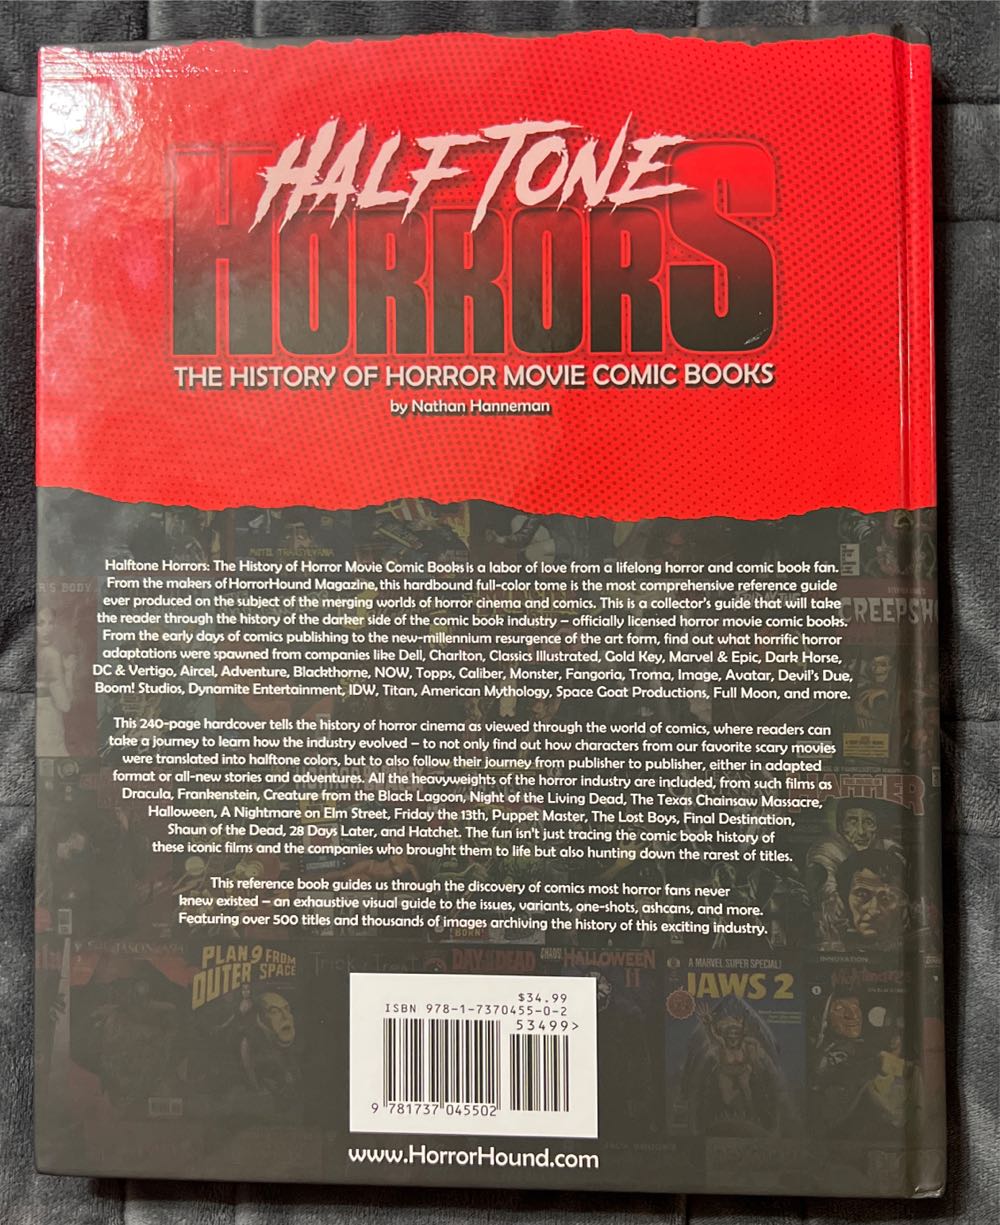 HALFTONE
HORRORS
THE HISTORY OF HORROR MOVIE COMIC BOOKS
by Nathan Hanneman
MOTEL TRANSYLVANIA
Halftone Horrors: The History of Horror Movie Comic Books is a labor of love from a lifelong horror and comic book fan.
From the makers of HorrorHound Magazine, this hardbound full-color tome is the most comprehensive reference guide
ever produced on the subject of the merging worlds of horror cinema and comics. This is a collector's guide that will take
the reader through the history of the darker side of the comic book industry – officially licensed horror movie comic books.
From the early days of comics publishing to the new-millennium resurgence of the art form, find out what horrific horror
adaptations were spawned from companies like Dell, Charlton, Classics Illustrated, Gold Key, Marvel & Epic, Dark Horse,
DC & Vertigo, Aircel, Adventure, Blackthorne, NOW, Topps, Caliber, Monster, Fangoria, Troma, Image, Avatar, Devil's Due,
Boom! Studios, Dynamite Entertainment, IDW, Titan, American Mythology, Space Goat Productions, Full Moon, and more.
This 240-page hardcover tells the history of horror cinema as viewed through the world of comics, where readers can
take a journey to learn how the industry evolved – to not only find out how characters from our favorite scary movies
were translated into halftone colors, but to also follow their journey from publisher to publisher, either in adapted
format or all-new stories and adventures. All the heavyweights of the horror industry are included, from such films as
Dracula, Frankenstein, Creature from the Black Lagoon, Night of the Living Dead, The Texas Chainsaw Massacre,
Halloween, A Nightmare on Elm Street, Friday the 13th, Puppet Master, The Lost Boys, Final Destination,
Shaun of the Dead, 28 Days Later, and Hatchet. The fun isn't just tracing the comic book history of
these iconic films and the companies who brought them to life but also hunting down the rarest of titles.
This reference book guides us through the discovery of comics most horror fans never
knew existed – an exhaustive visual guide to the issues, variants, one-shots, ashcans, and more.
Featuring over 500 titles and thousands of images archiving the history of this exciting industry.
PLAN 9 FROM
OUTER SPACE
Trick r Treat
DAY OF THE DEAD
HALLOWEEN
II
A MARVEL SUPER SPECIAL!
JAWS 2
INNOVATION
$34.99
ISBN 978-1-7370455-0-2
53499>
9 781737 045502
www.HorrorHound.com